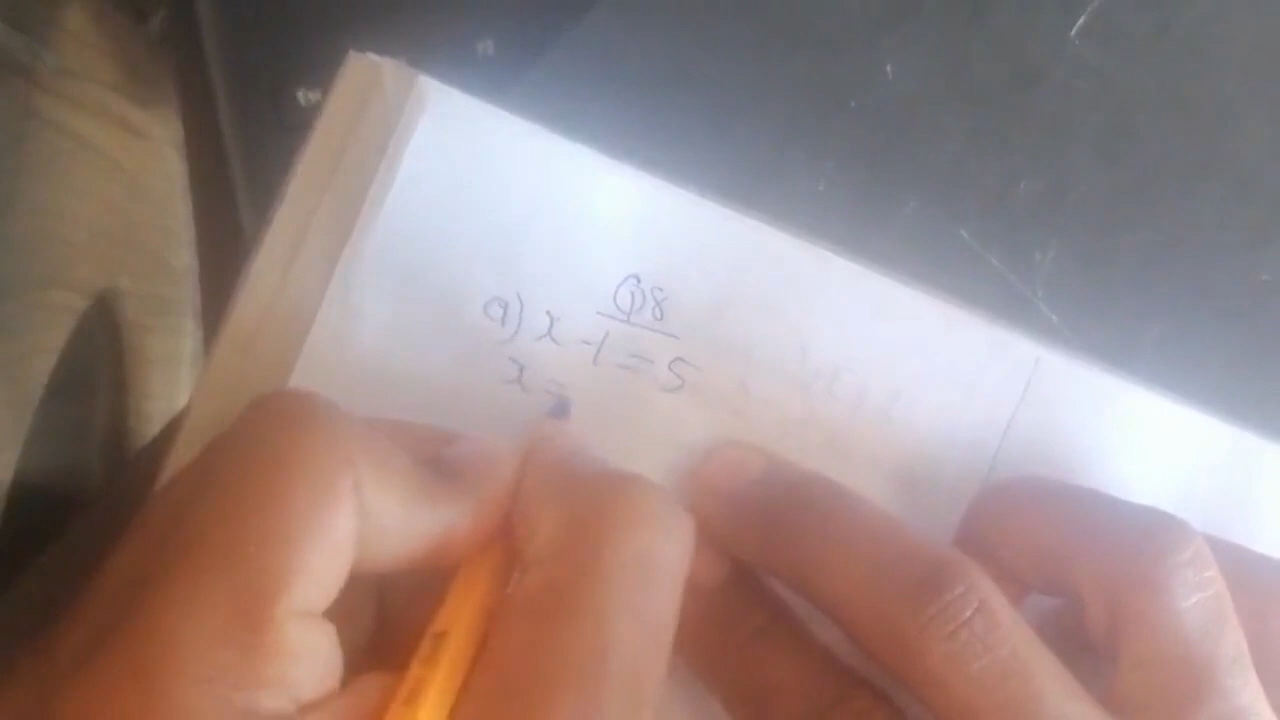 Q8
a) x - 1 = 5
x =